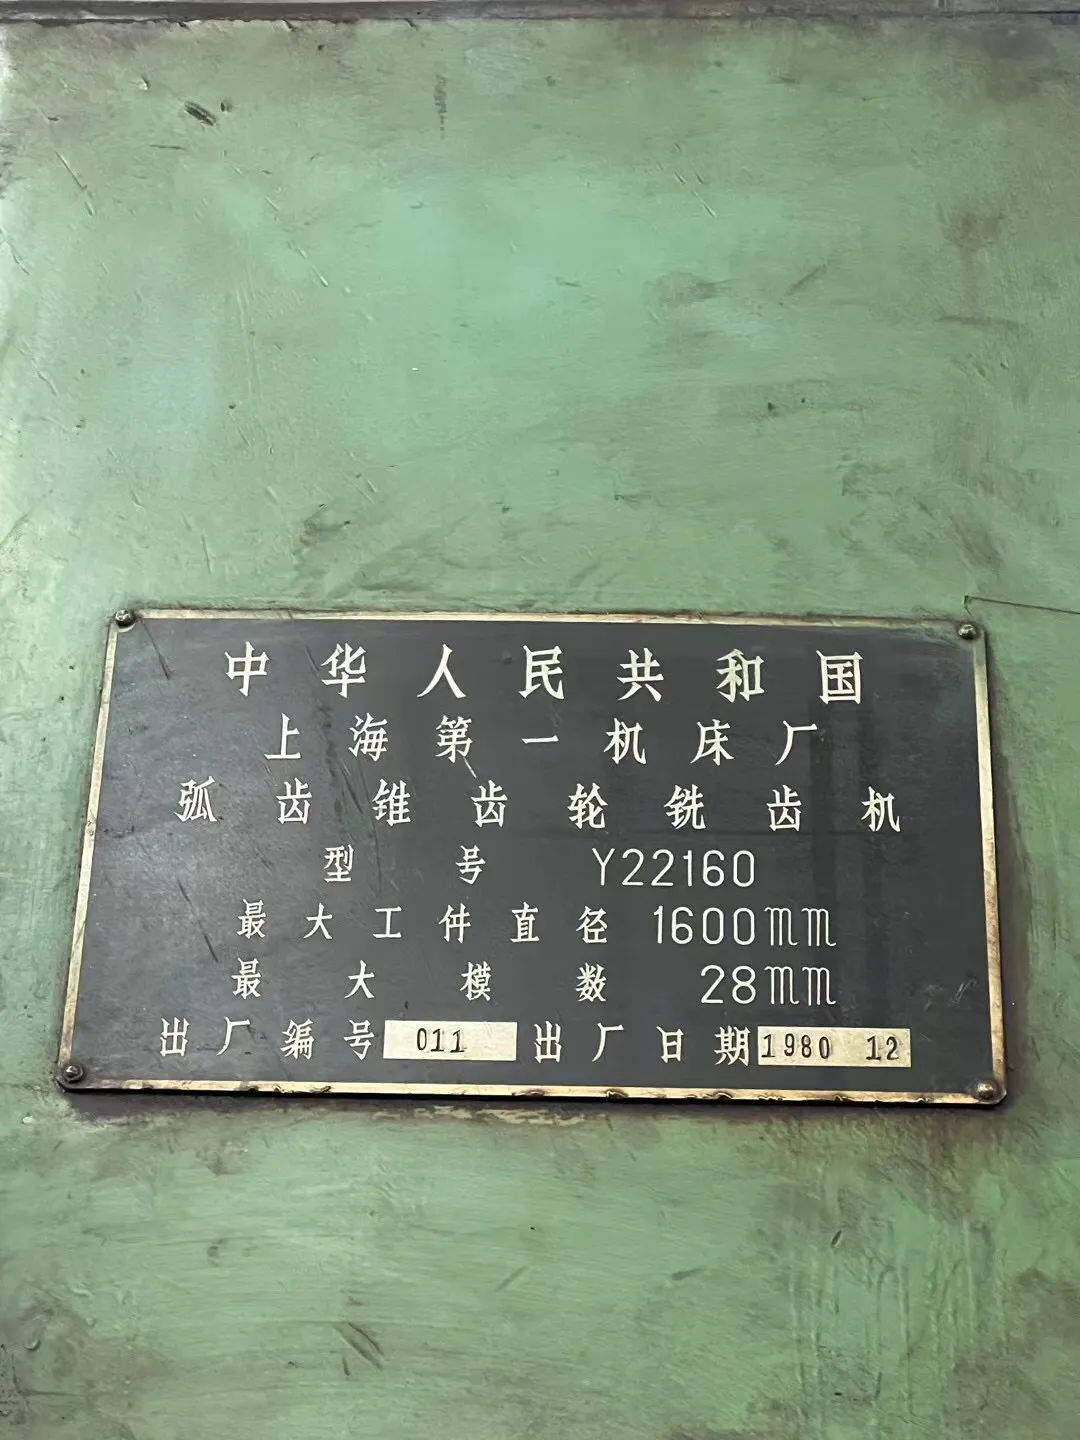 中华人民共和国
上海第一机床厂
弧齿锥齿轮铣齿机
型号 Y22160
最大工件直径 1600mm
最大模数 28mm
出厂编号 011 出厂日期 1980 12